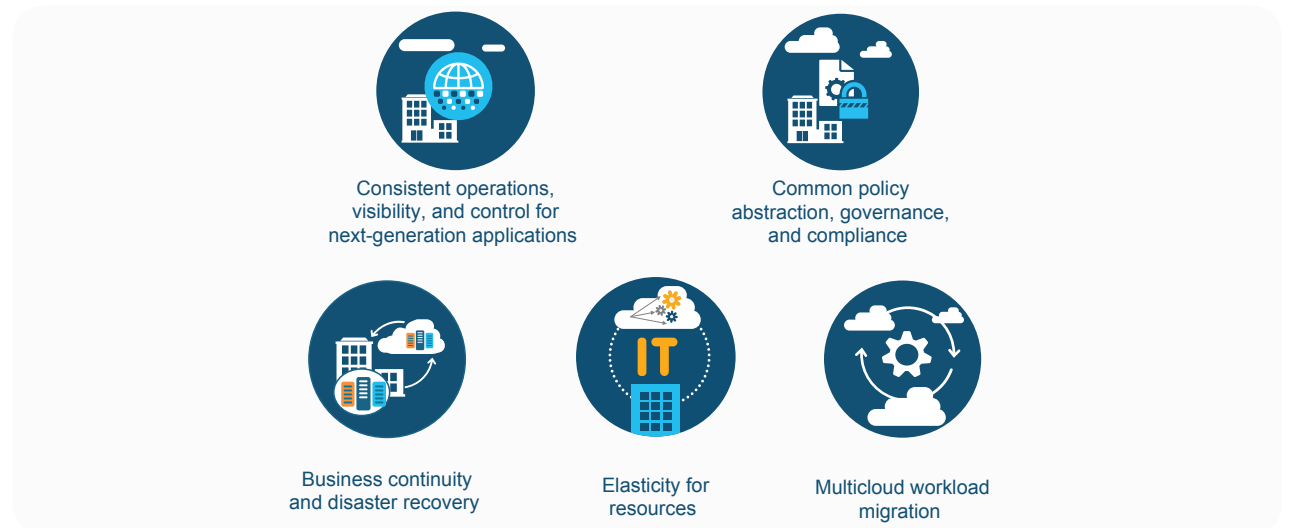 Consistent operations,
visibility, and control for
next-generation applications
Common policy
abstraction, governance,
and compliance
IT
Business continuity
and disaster recovery
Elasticity for
resources
Multicloud workload
migration